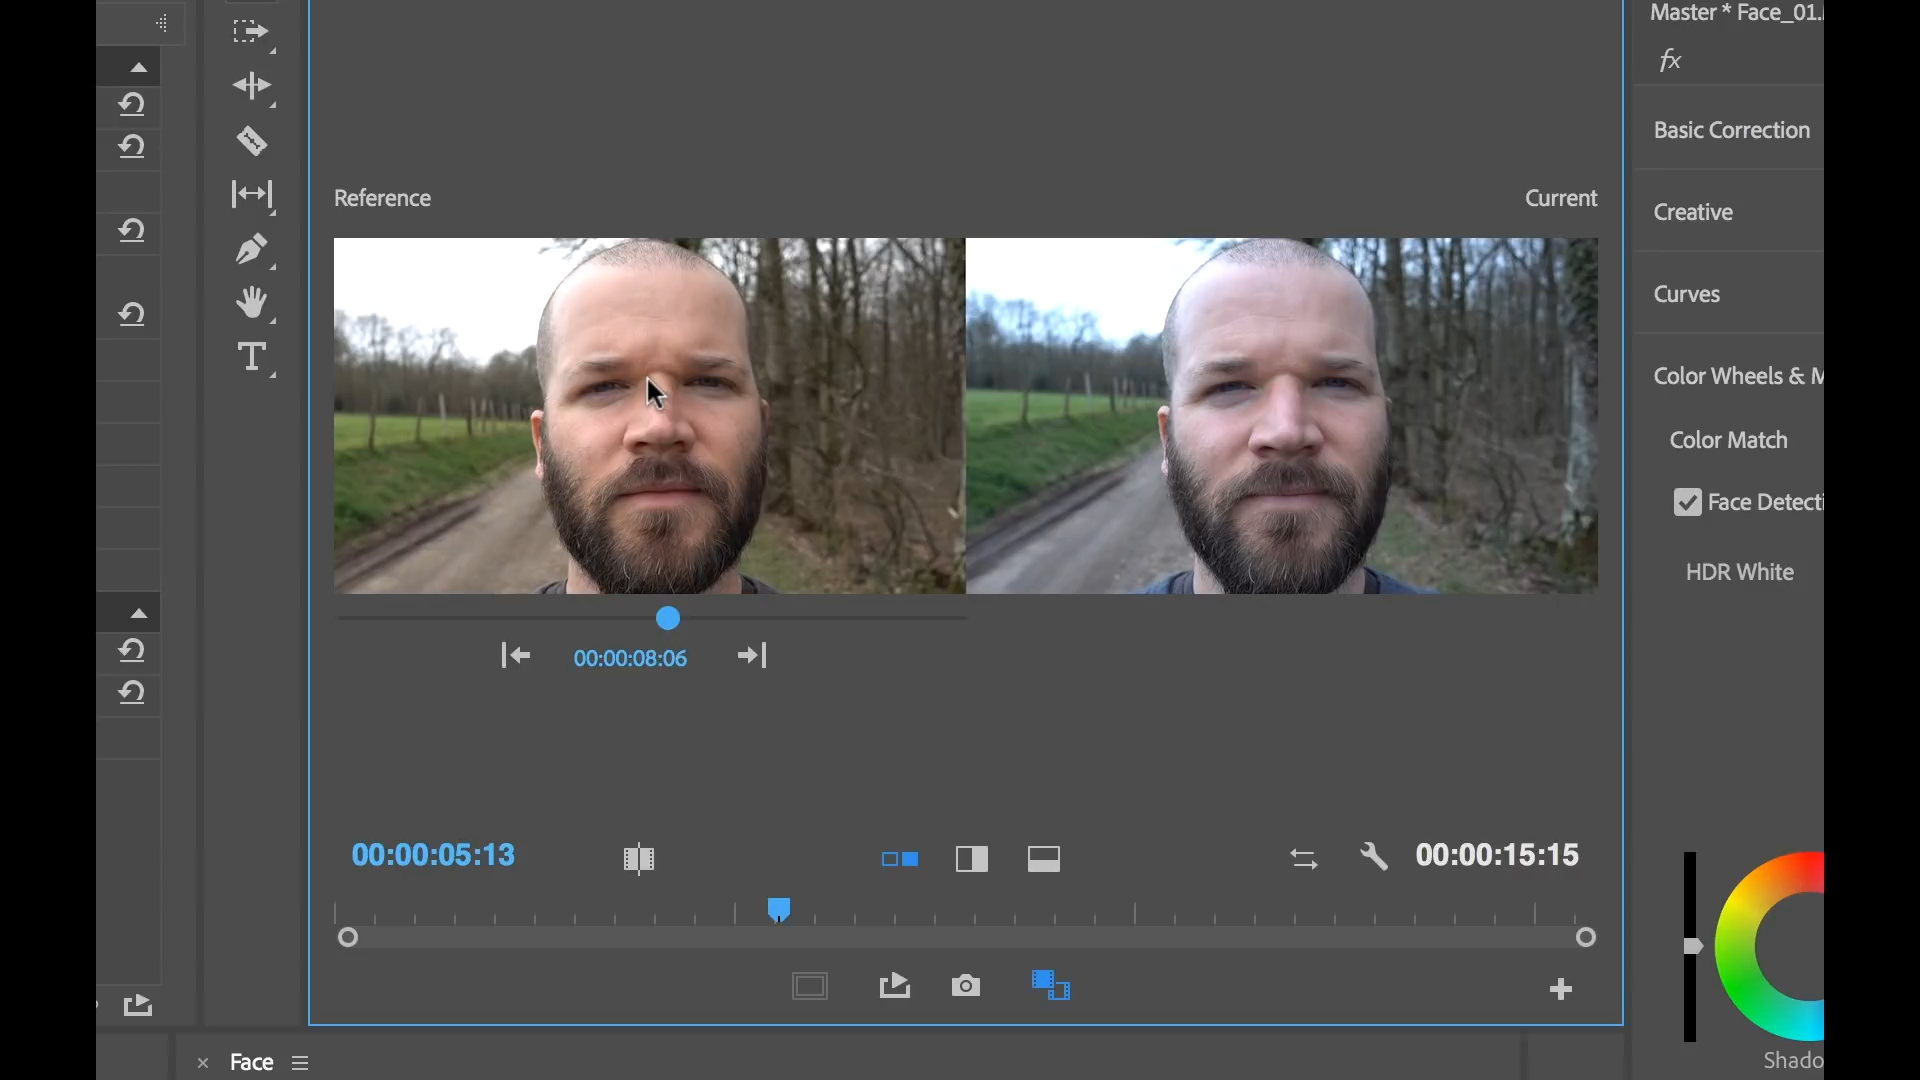 Master * Face_01.
fx
Basic Correction
Reference
Current
Creative
Curves
Color Wheels & M
Color Match
Face Detecti
HDR White
00:00:08:06
00:00:05:13
00:00:15:15
Shado
Face